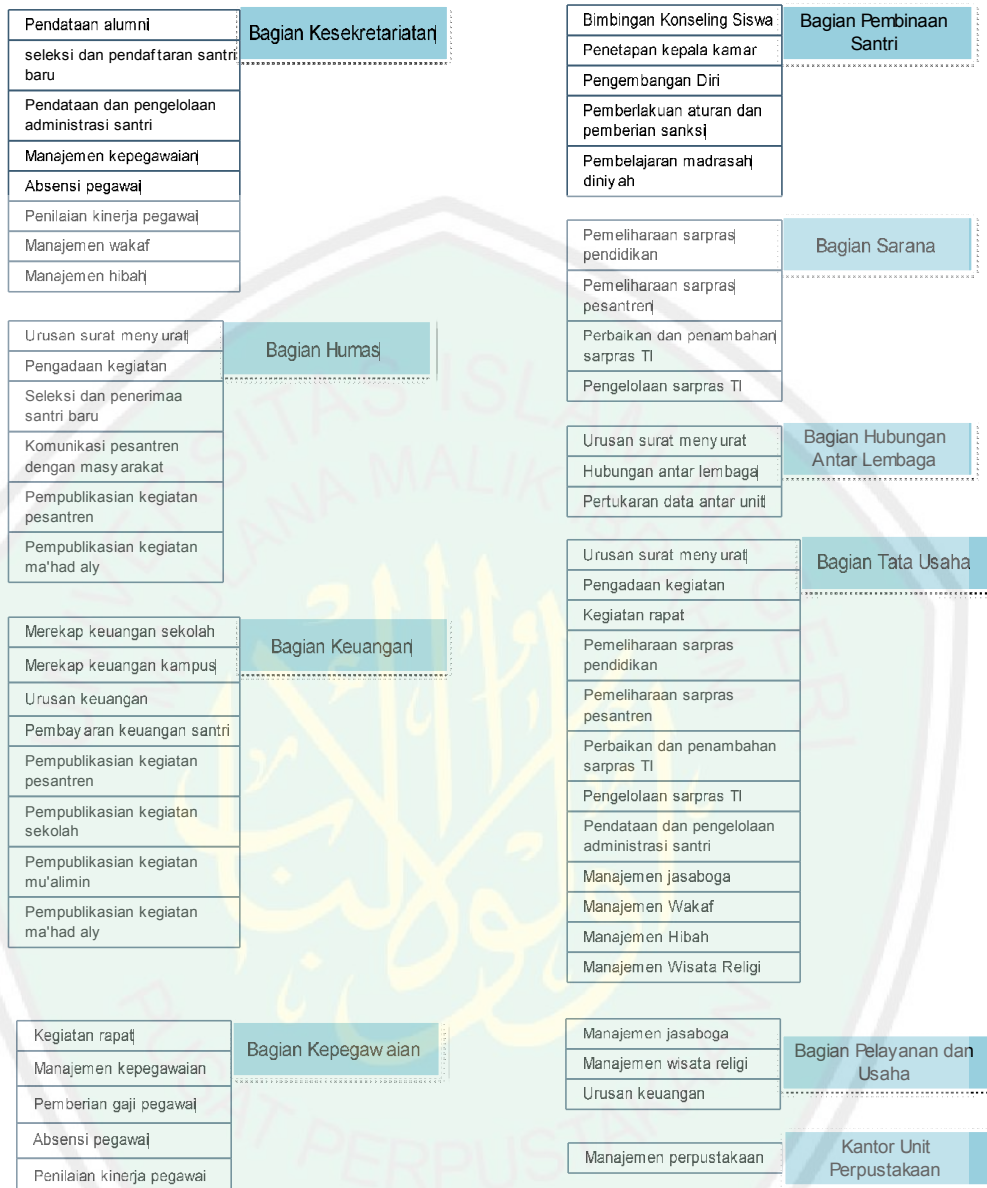 Pendataan alumni
seleksi dan pendaftaran santri
baru
Pendataan dan pengelolaan
administrasi santri
Manajemen kepegawaian
Absensi pegawai
Penilaian kinerja pegawai
Manajemen wakaf
Manajemen hibah
Bagian Kesekretariatan
Urusan surat menyurat
Pengadaan kegiatan
Seleksi dan penerimaa
santri baru
Komunikasi pesantren
dengan masyarakat
Pempublikasian kegiatan
pesantren
Pempublikasian kegiatan
ma'had aly
Bagian Humas
Merekap keuangan sekolah
Merekap keuangan kampus
Urusan keuangan
Pembayaran keuangan santri
Pempublikasian kegiatan
pesantren
Pempublikasian kegiatan
sekolah
Pempublikasian kegiatan
mu'alimin
Pempublikasian kegiatan
ma'had aly
Bagian Keuangan
Kegiatan rapat
Manajemen kepegawaian
Pemberian gaji pegawai
Absensi pegawai
Penilaian kinerja pegawai
Bagian Kepegawaian
Bimbingan Konseling Siswa
Penetapan kepala kamar
Pengembangan Diri
Pemberlakuan aturan dan
pemberian sanksi
Pembelajaran madrasah
diniyah
Bagian Pembinaan
Santri
Pemeliharaan sarpras
pendidikan
Pemeliharaan sarpras
pesantren
Perbaikan dan penambahan
sarpras TI
Pengelolaan sarpras TI
Bagian Sarana
Urusan surat menyurat
Hubungan antar lembaga
Pertukaran data antar unit
Bagian Hubungan
Antar Lembaga
Urusan surat menyurat
Pengadaan kegiatan
Kegiatan rapat
Pemeliharaan sarpras
pendidikan
Pemeliharaan sarpras
pesantren
Perbaikan dan penambahan
sarpras TI
Pengelolaan sarpras TI
Pendataan dan pengelolaan
administrasi santri
Manajemen jasaboga
Manajemen Wakaf
Manajemen Hibah
Manajemen Wisata Religi
Bagian Tata Usaha
Manajemen jasaboga
Manajemen wisata religi
Urusan keuangan
Bagian Pelayanan dan
Usaha
Manajemen perpustakaan
Kantor Unit
Perpustakaan